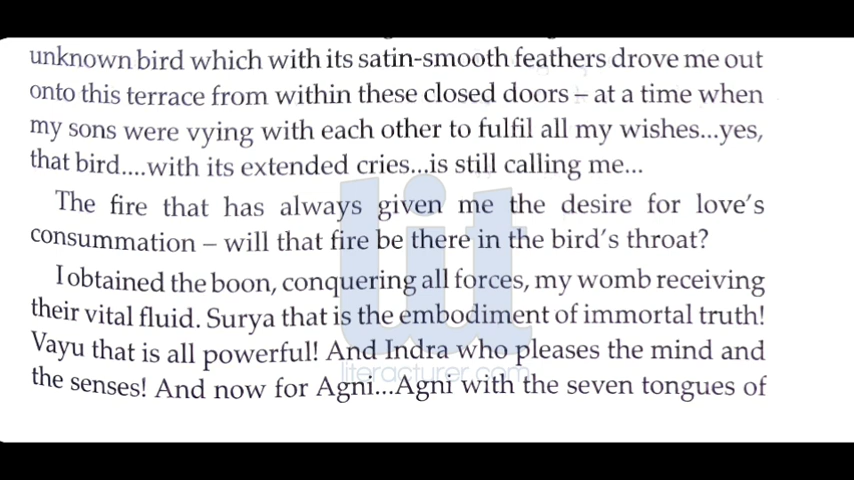 unknown bird which with its satin-smooth feathers drove me out
onto this terrace from within these closed doors – at a time when
my sons were vying with each other to fulfil all my wishes...yes,
that bird....with its extended cries...is still calling me...
The fire that has always given me the desire for love's
consummation – will that fire be there in the bird's throat?
I obtained the boon, conquering all forces, my womb receiving
their vital fluid. Surya that is the embodiment of immortal truth!
Vayu that is all powerful! And Indra who pleases the mind and
the senses! And now for Agni...Agni with the seven tongues of
lit
literacturer.com